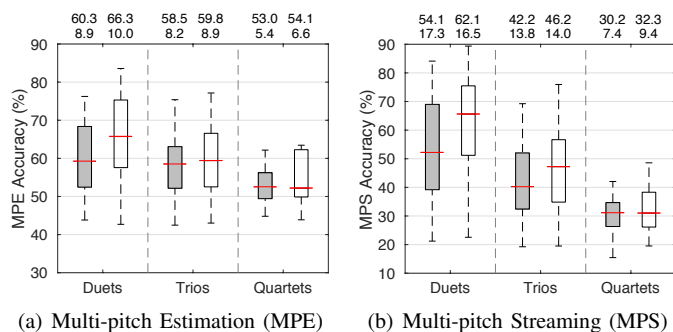 60.3 66.3 58.5 59.8 53.0 54.1
8.9 10.0 8.2 8.9 5.4 6.6
90
80
70
60
50
40
30
MPE Accuracy (%)
Duets Trios Quartets
(a) Multi-pitch Estimation (MPE)
54.1 62.1 42.2 46.2 30.2 32.3
17.3 16.5 13.8 14.0 7.4 9.4
90
80
70
60
50
40
30
20
10
MPS Accuracy (%)
Duets Trios Quartets
(b) Multi-pitch Streaming (MPS)